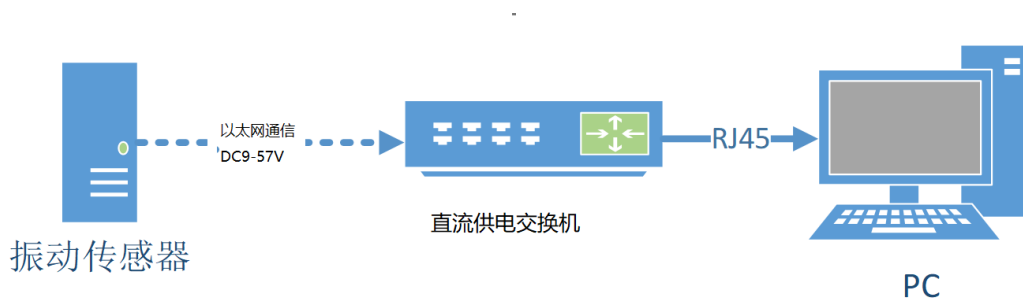 以太网通信
DC9-57V
RJ45
直流供电交换机
振动传感器
PC